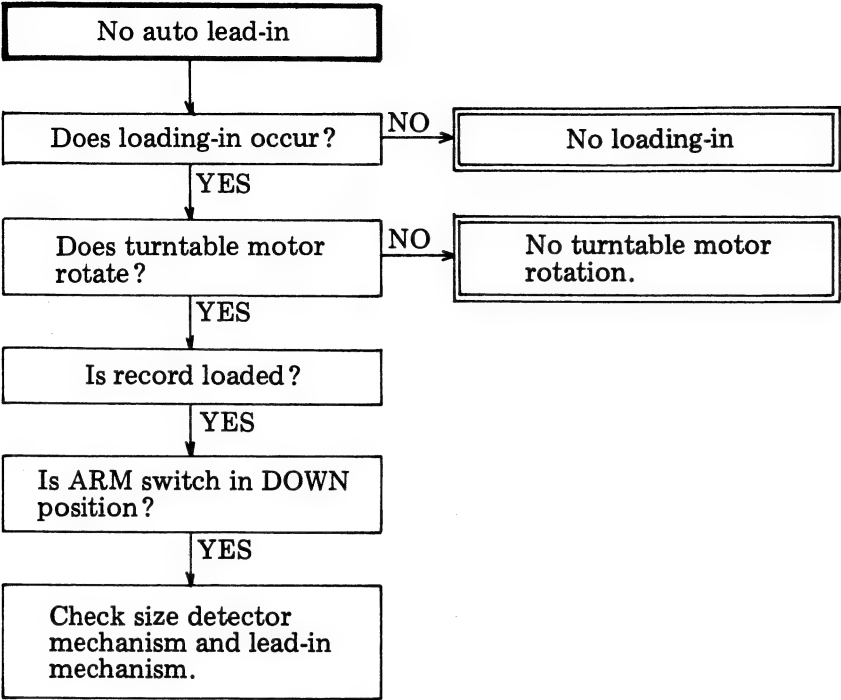 No auto lead-in
Does loading-in occur?
NO
No loading-in
YES
Does turntable motor
rotate?
NO
No turntable motor
rotation.
YES
Is record loaded?
YES
Is ARM switch in DOWN
position?
YES
Check size detector
mechanism and lead-in
mechanism.